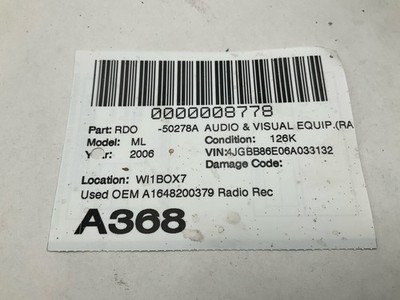 0000008778
Part: RDO -50278A AUDIO & VISUAL EQUIP.(RA
Model: ML Condition: 126K
Year: 2006 VIN:4JGBB86E06A033132
Damage Code:
Location: WI1BOX7
Used OEM A1648200379 Radio Rec
A368